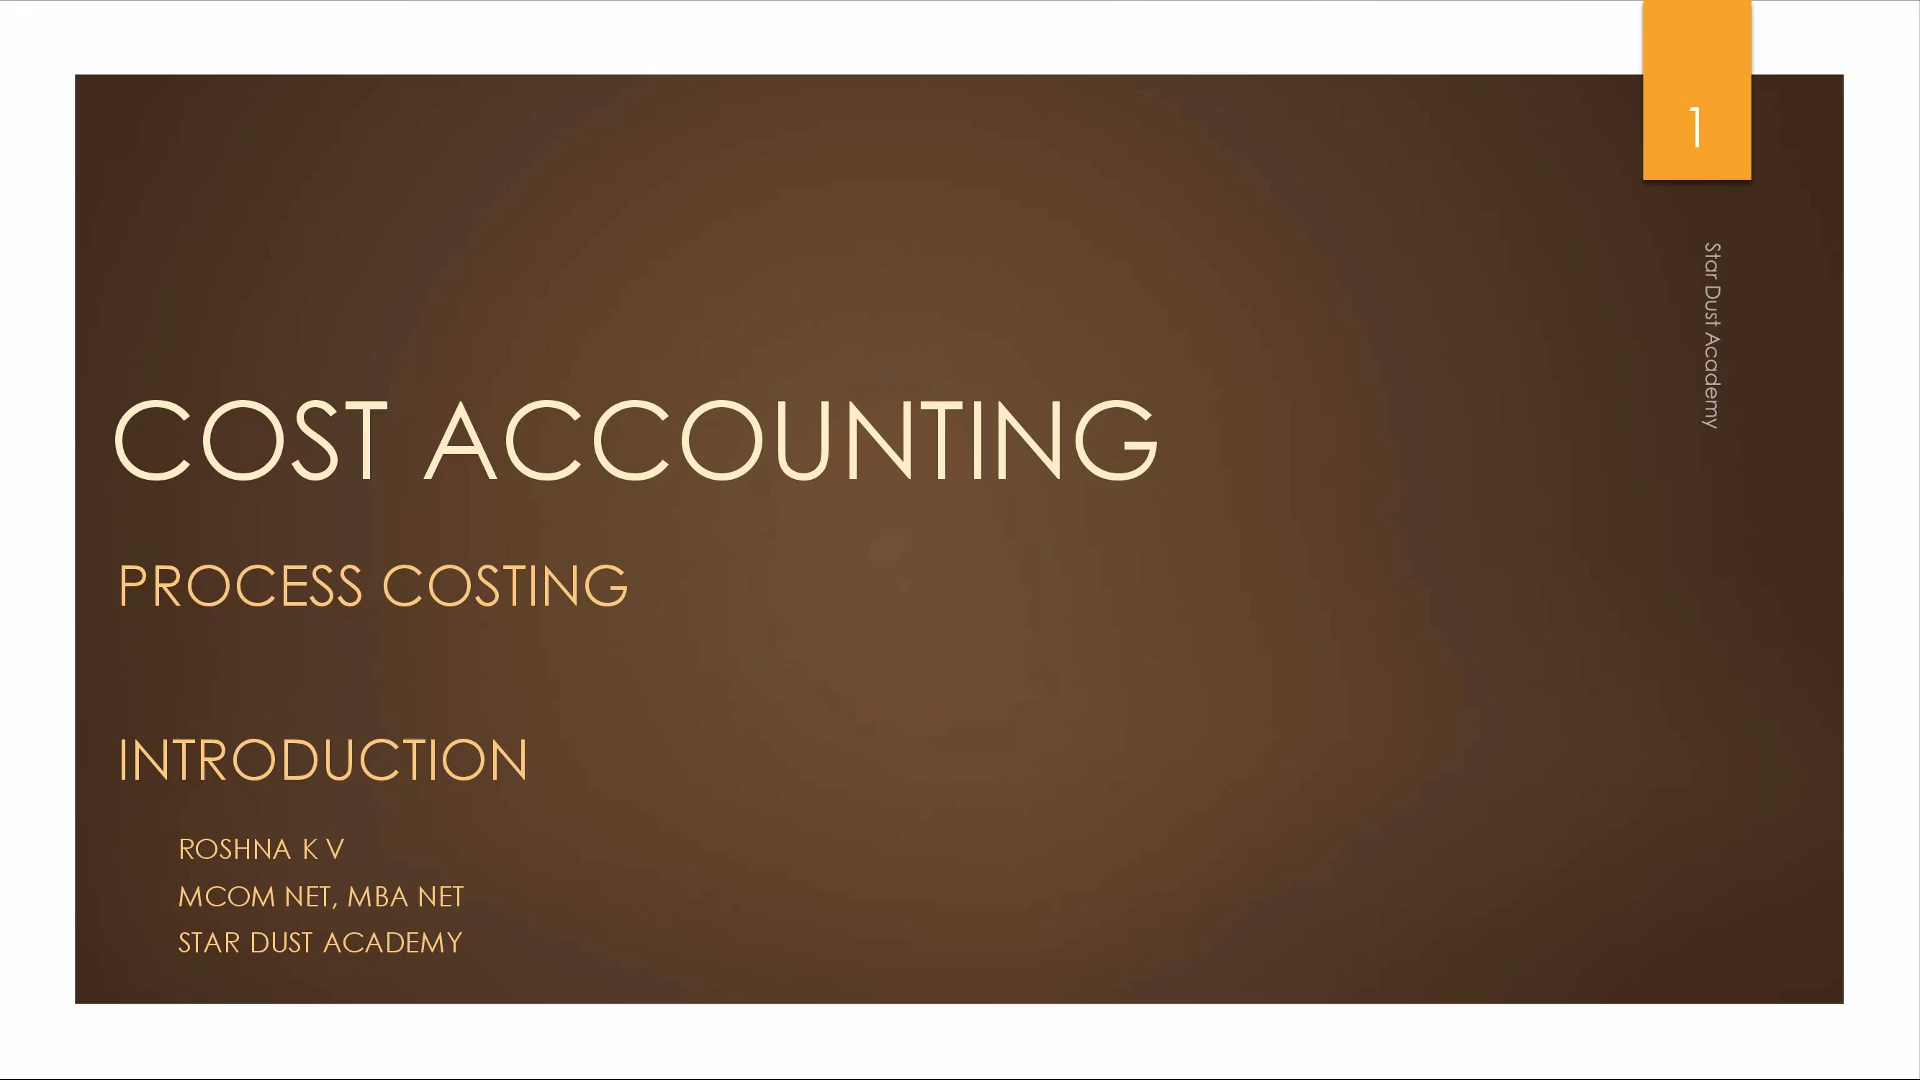 1
Star Dust Academy
COST ACCOUNTING
PROCESS COSTING
INTRODUCTION
ROSHNA K V
MCOM NET, MBA NET
STAR DUST ACADEMY